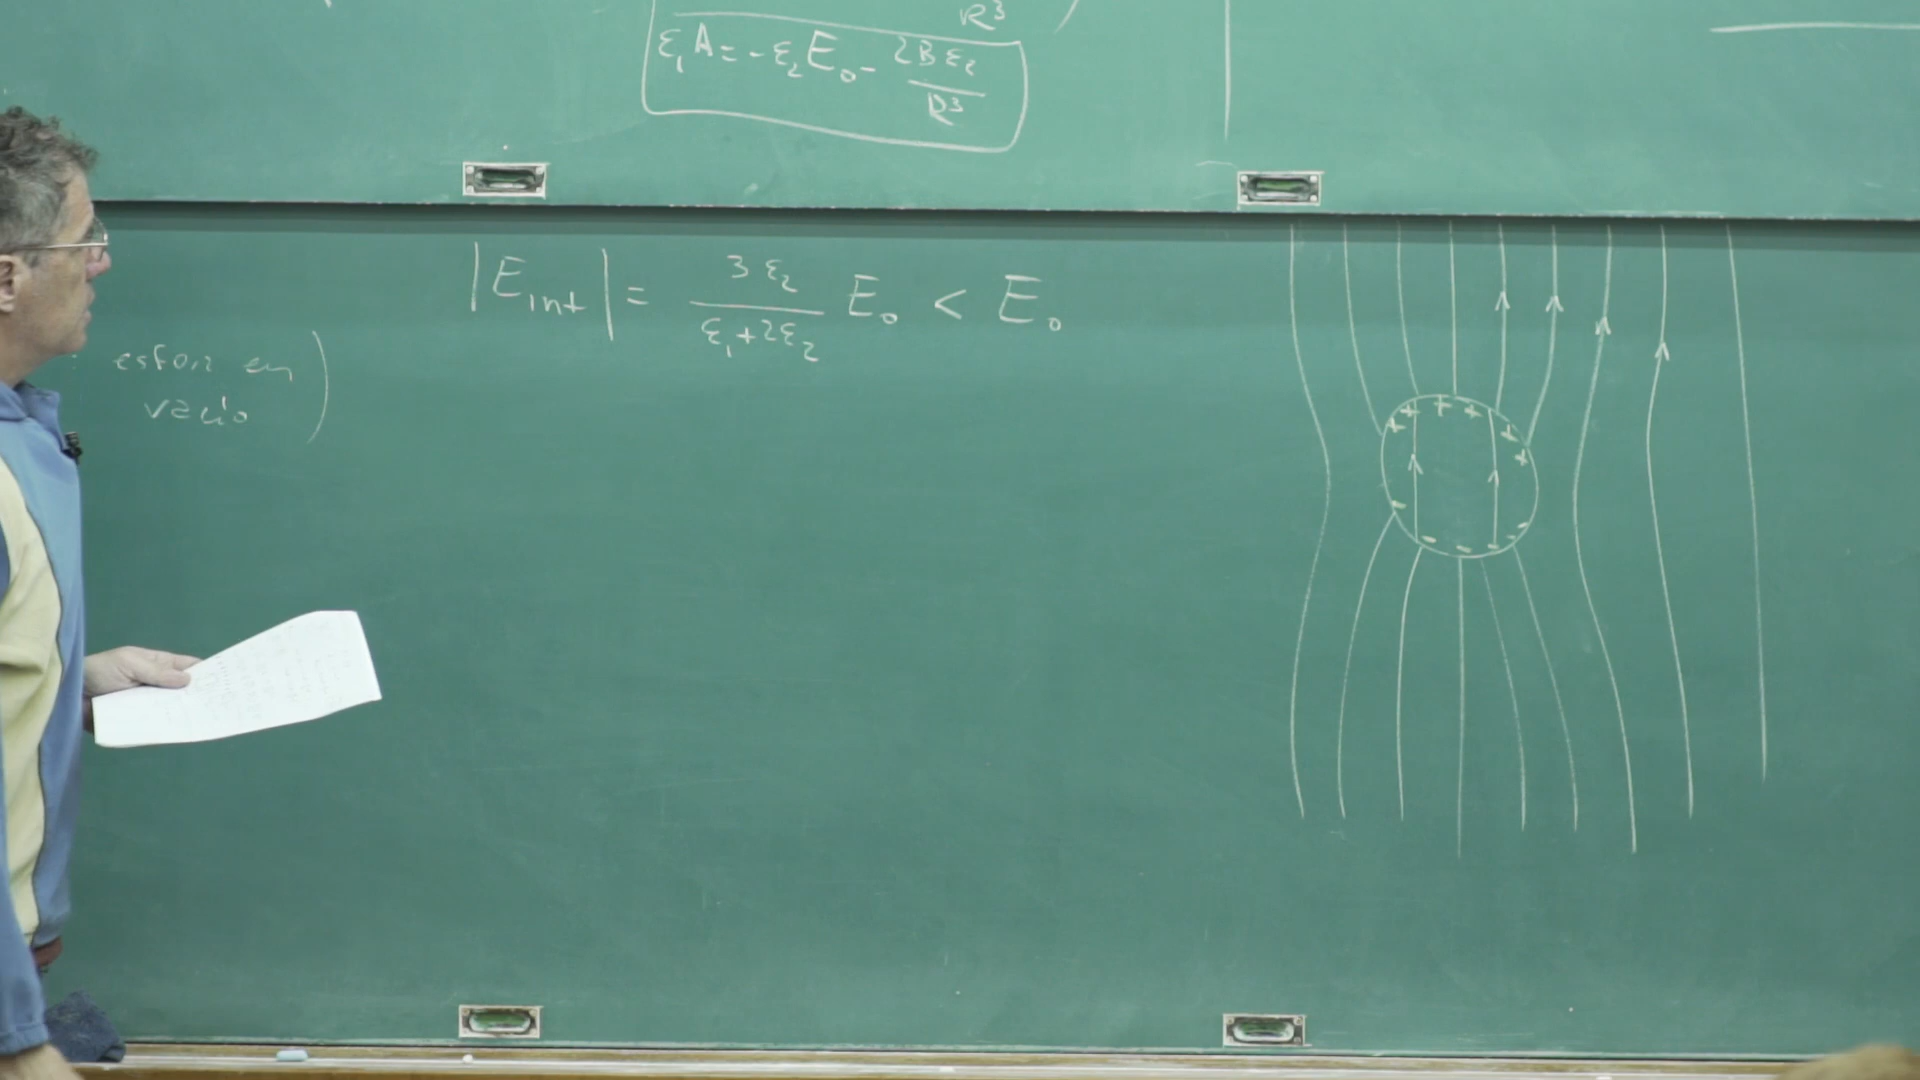 R³
ε₁A = -ε₂E₀ - 2Bε₂/R³
|E_int| = 3ε₂/(ε₁+2ε₂) E₀ < E₀
: esfera en
vacío )
+ + + + + + +
- - - - - -